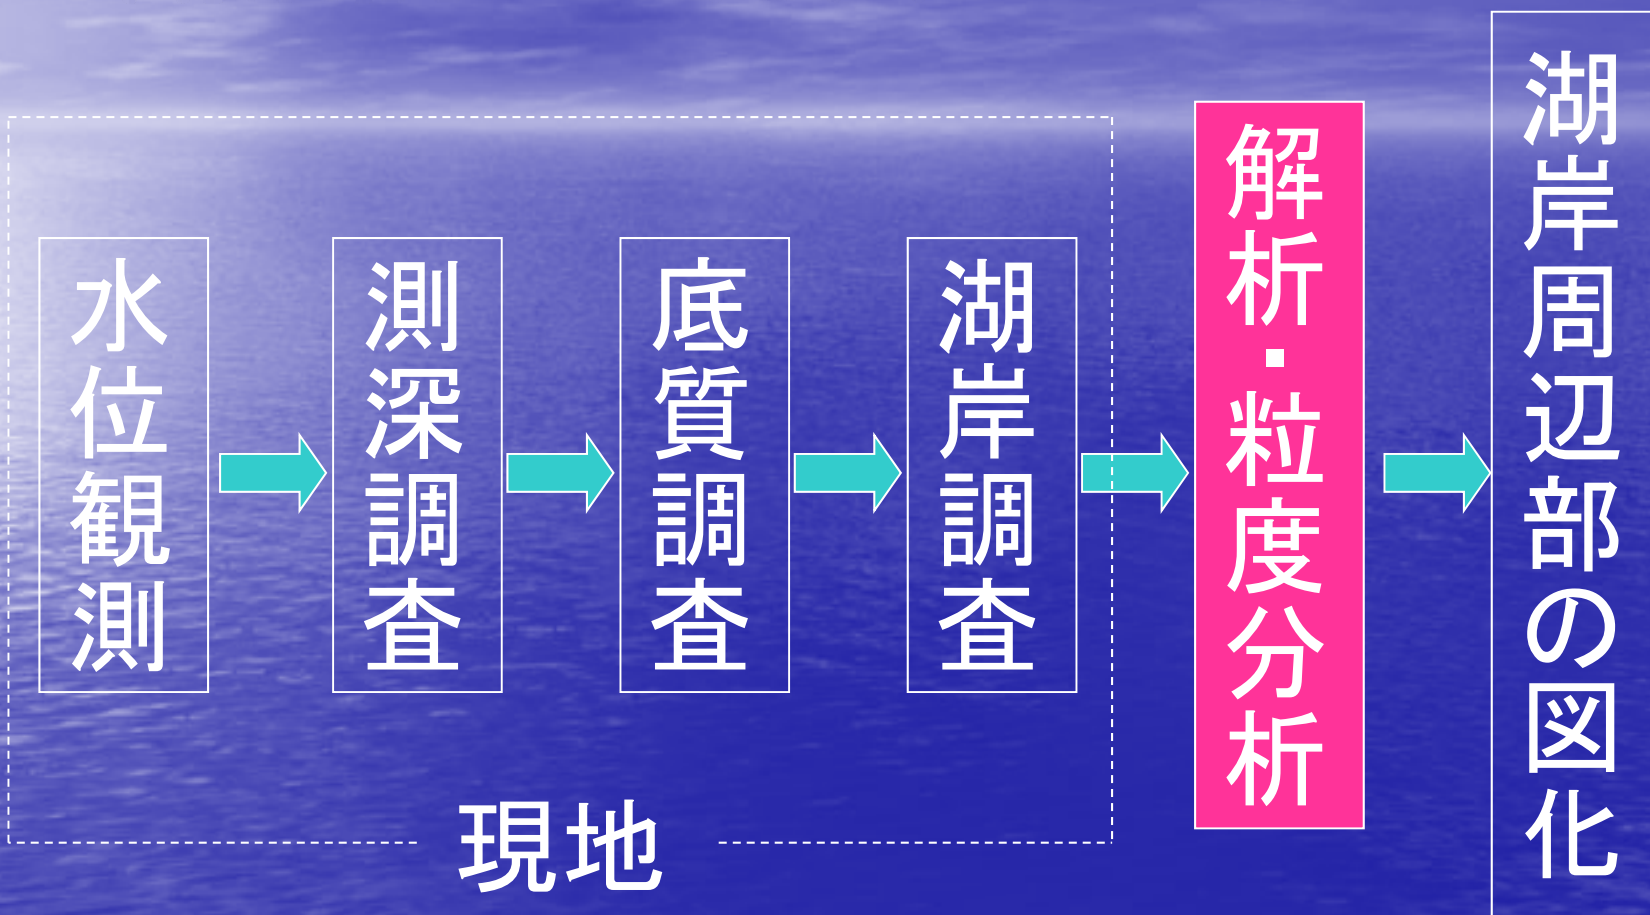 水位観測
測深調査
底質調査
湖岸調査
解析・粒度分析
湖岸周辺部の図化
現地